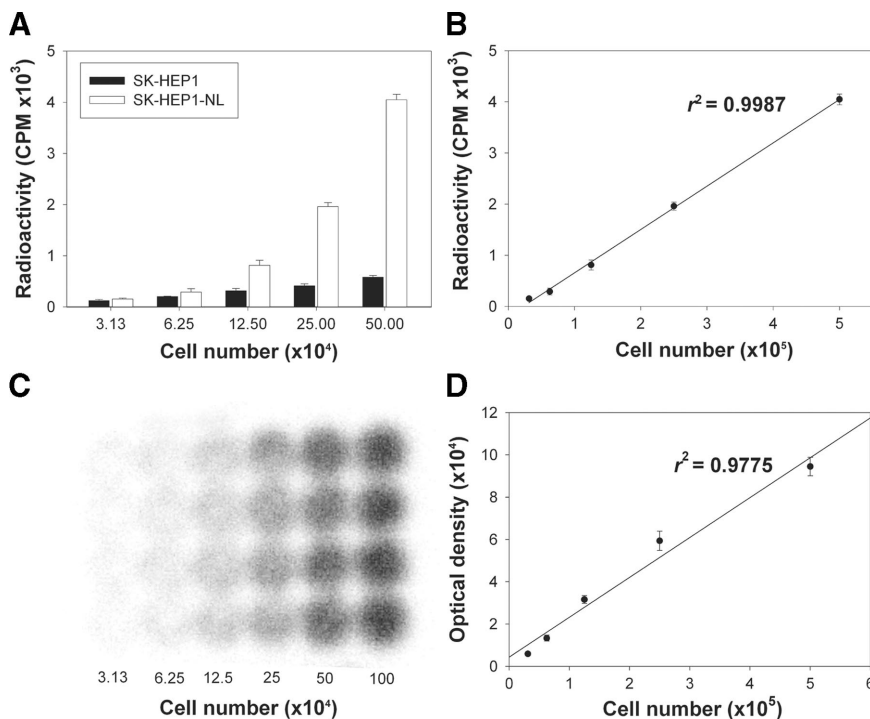 A
Radioactivity (CPM x10³)
5
4
3
2
1
0
SK-HEP1
SK-HEP1-NL
3.13 6.25 12.50 25.00 50.00
Cell number (x10⁴)
B
Radioactivity (CPM x10³)
5
4
3
2
1
0
r² = 0.9987
0 1 2 3 4 5
Cell number (x10⁵)
C
3.13 6.25 12.5 25 50 100
Cell number (x10⁴)
D
Optical density (x10⁴)
12
10
8
6
4
2
0
r² = 0.9775
0 1 2 3 4 5 6
Cell number (x10⁵)